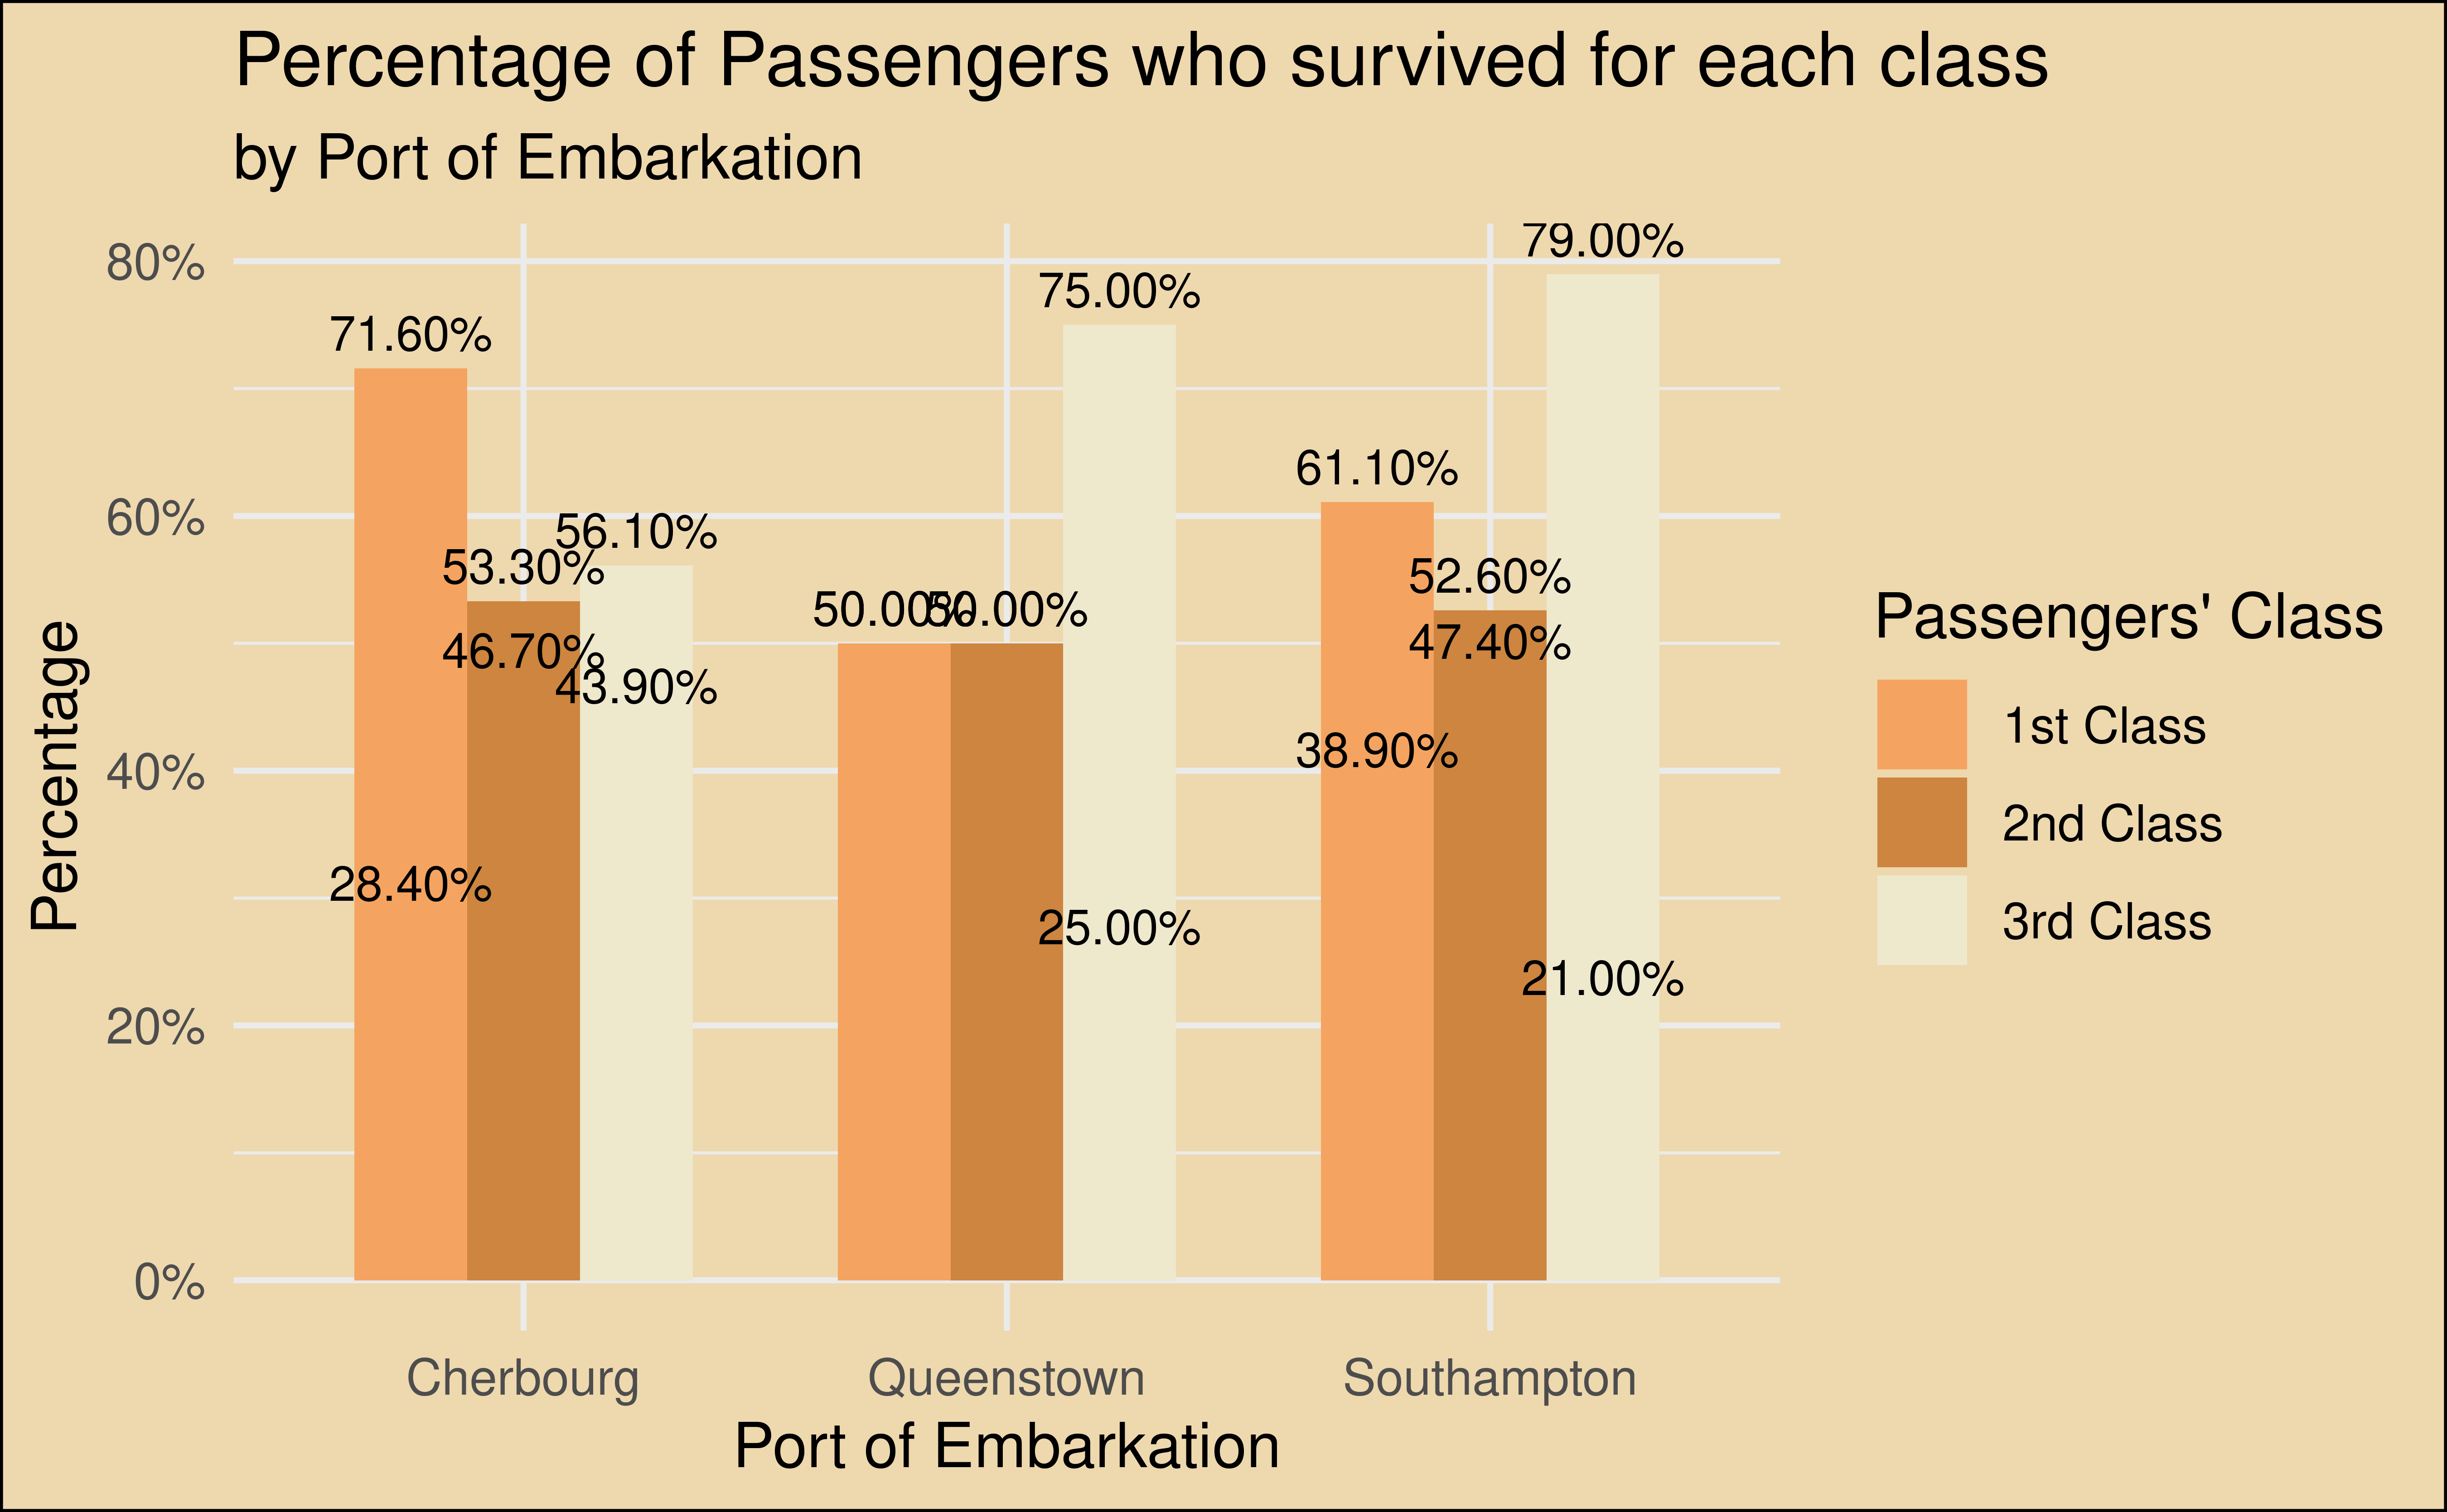 Percentage of Passengers who survived for each class
by Port of Embarkation
80%
60%
40%
20%
0%
Percentage
71.60%
53.30%
56.10%
46.70%
43.90%
28.40%
50.00%
50.00%
75.00%
25.00%
61.10%
52.60%
79.00%
47.40%
38.90%
21.00%
Cherbourg
Queenstown
Southampton
Port of Embarkation
Passengers' Class
1st Class
2nd Class
3rd Class